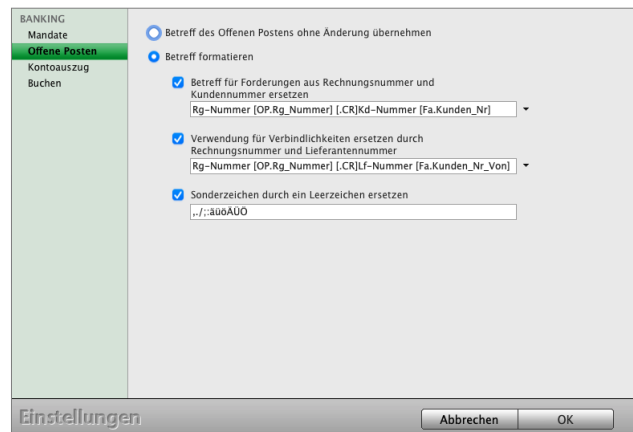 BANKING
Mandate
Offene Posten
Kontoauszug
Buchen
Betreff des Offenen Postens ohne Änderung übernehmen
Betreff formatieren
Betreff für Forderungen aus Rechnungsnummer und
Kundennummer ersetzen
Rg-Nummer [OP.Rg_Nummer] [.CR]Kd-Nummer [Fa.Kunden_Nr]
Verwendung für Verbindlichkeiten ersetzen durch
Rechnungsnummer und Lieferantennummer
Rg-Nummer [OP.Rg_Nummer] [.CR]Lf-Nummer [Fa.Kunden_Nr_Von]
Sonderzeichen durch ein Leerzeichen ersetzen
,./;:äüöÄÜÖ
Einstellungen
Abbrechen
OK